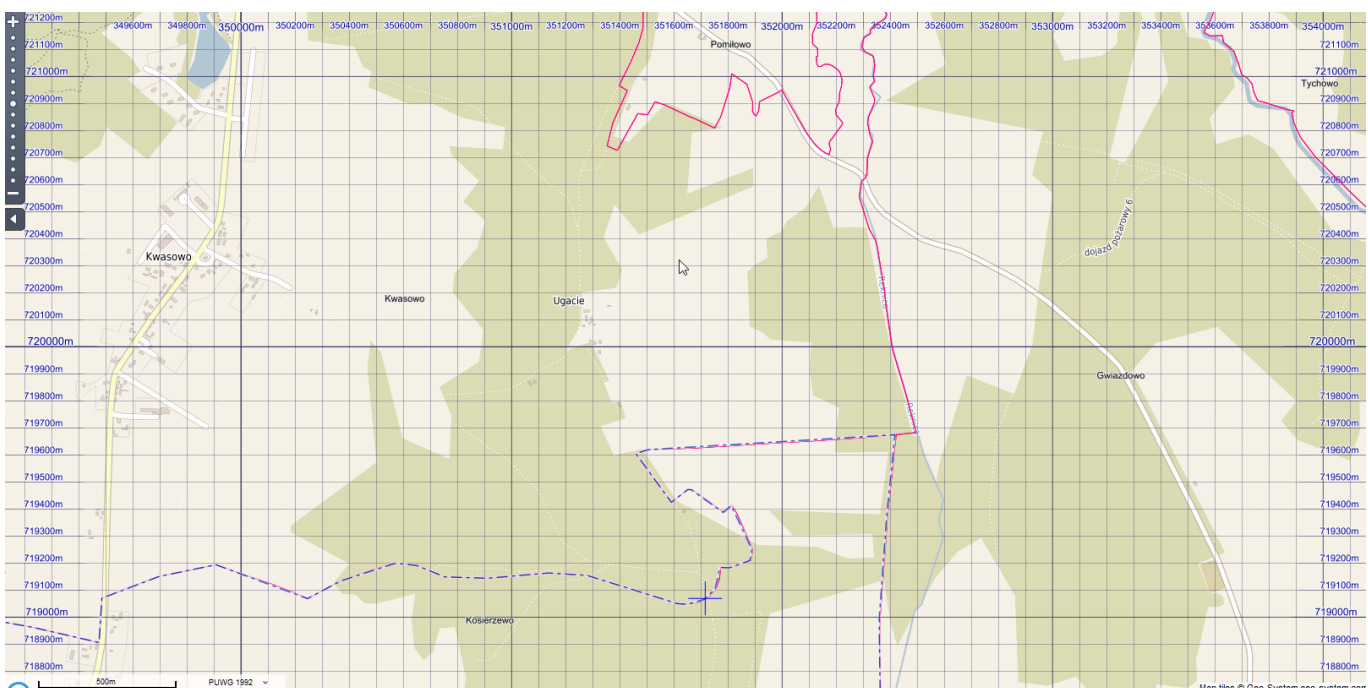 721200m 349600m 349800m 350000m 350200m 350400m 350600m 350800m 351000m 351200m 351400m 351600m 351800m 352000m 352200m 352400m 352600m 352800m 353000m 353200m 353400m 353600m 353800m 354000m 721200m
721100m Pomiłowo 721100m
721000m 721000m
Tychowo
720900m 720900m
720800m 720800m
720700m 720700m
720600m 720600m
720500m 720500m
dojazd pożarowy 6
720400m 720400m
Kwasowo
720300m 720300m
Kwasowo Ugacie
720200m Reknica 720200m
720100m 720100m
720000m 720000m
719900m Gwiazdowo 719900m
719800m 719800m
Reknica
719700m 719700m
719600m 719600m
719500m 719500m
719400m 719400m
719300m 719300m
719200m 719200m
719100m 719100m
719000m 719000m
Kosierzewo
718900m 718900m
718800m 718800m
500m PUWG 1992